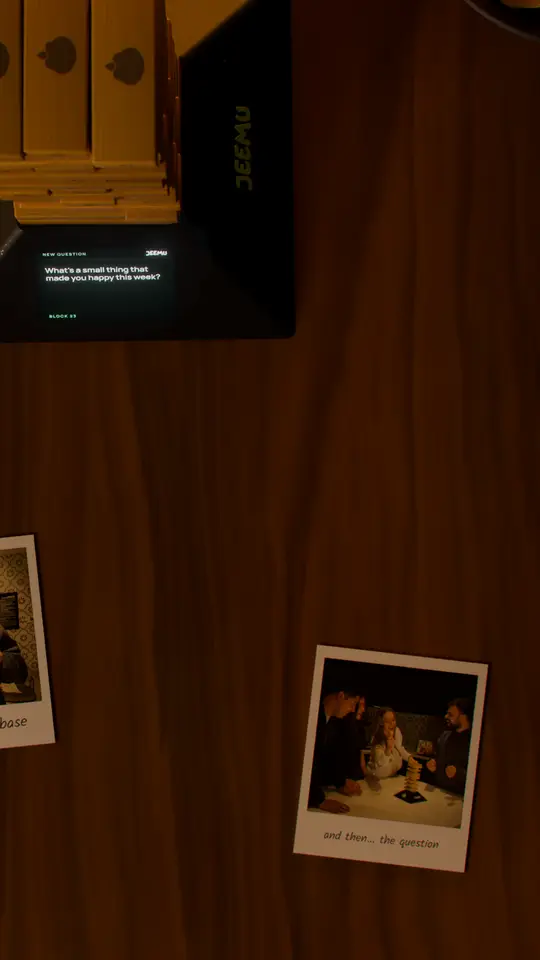 JEEMU
NEW QUESTION
JEEMU
What's a small thing that
made you happy this week?
BLOCK 23
base
and then... the question